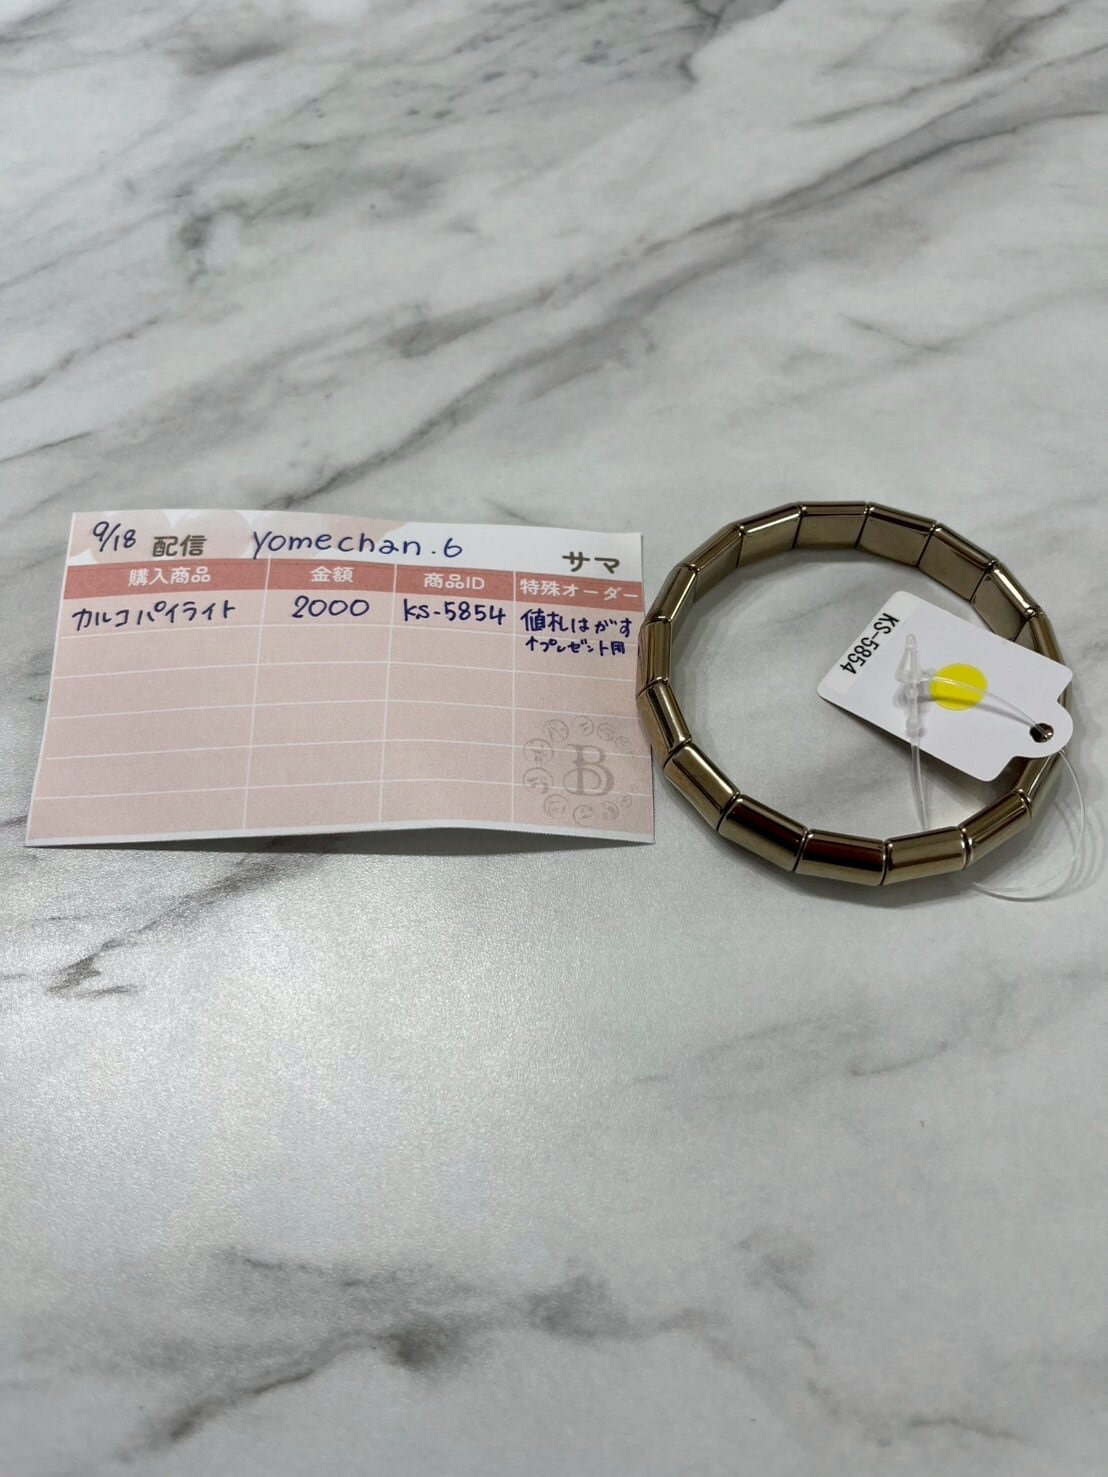 9/18 配信 yomechan.6 サマ
購入商品 金額 商品ID 特殊オーダー
カルコパイライト 2000 KS-5854 値札はがす
↑プレゼント用
B
KS-5854